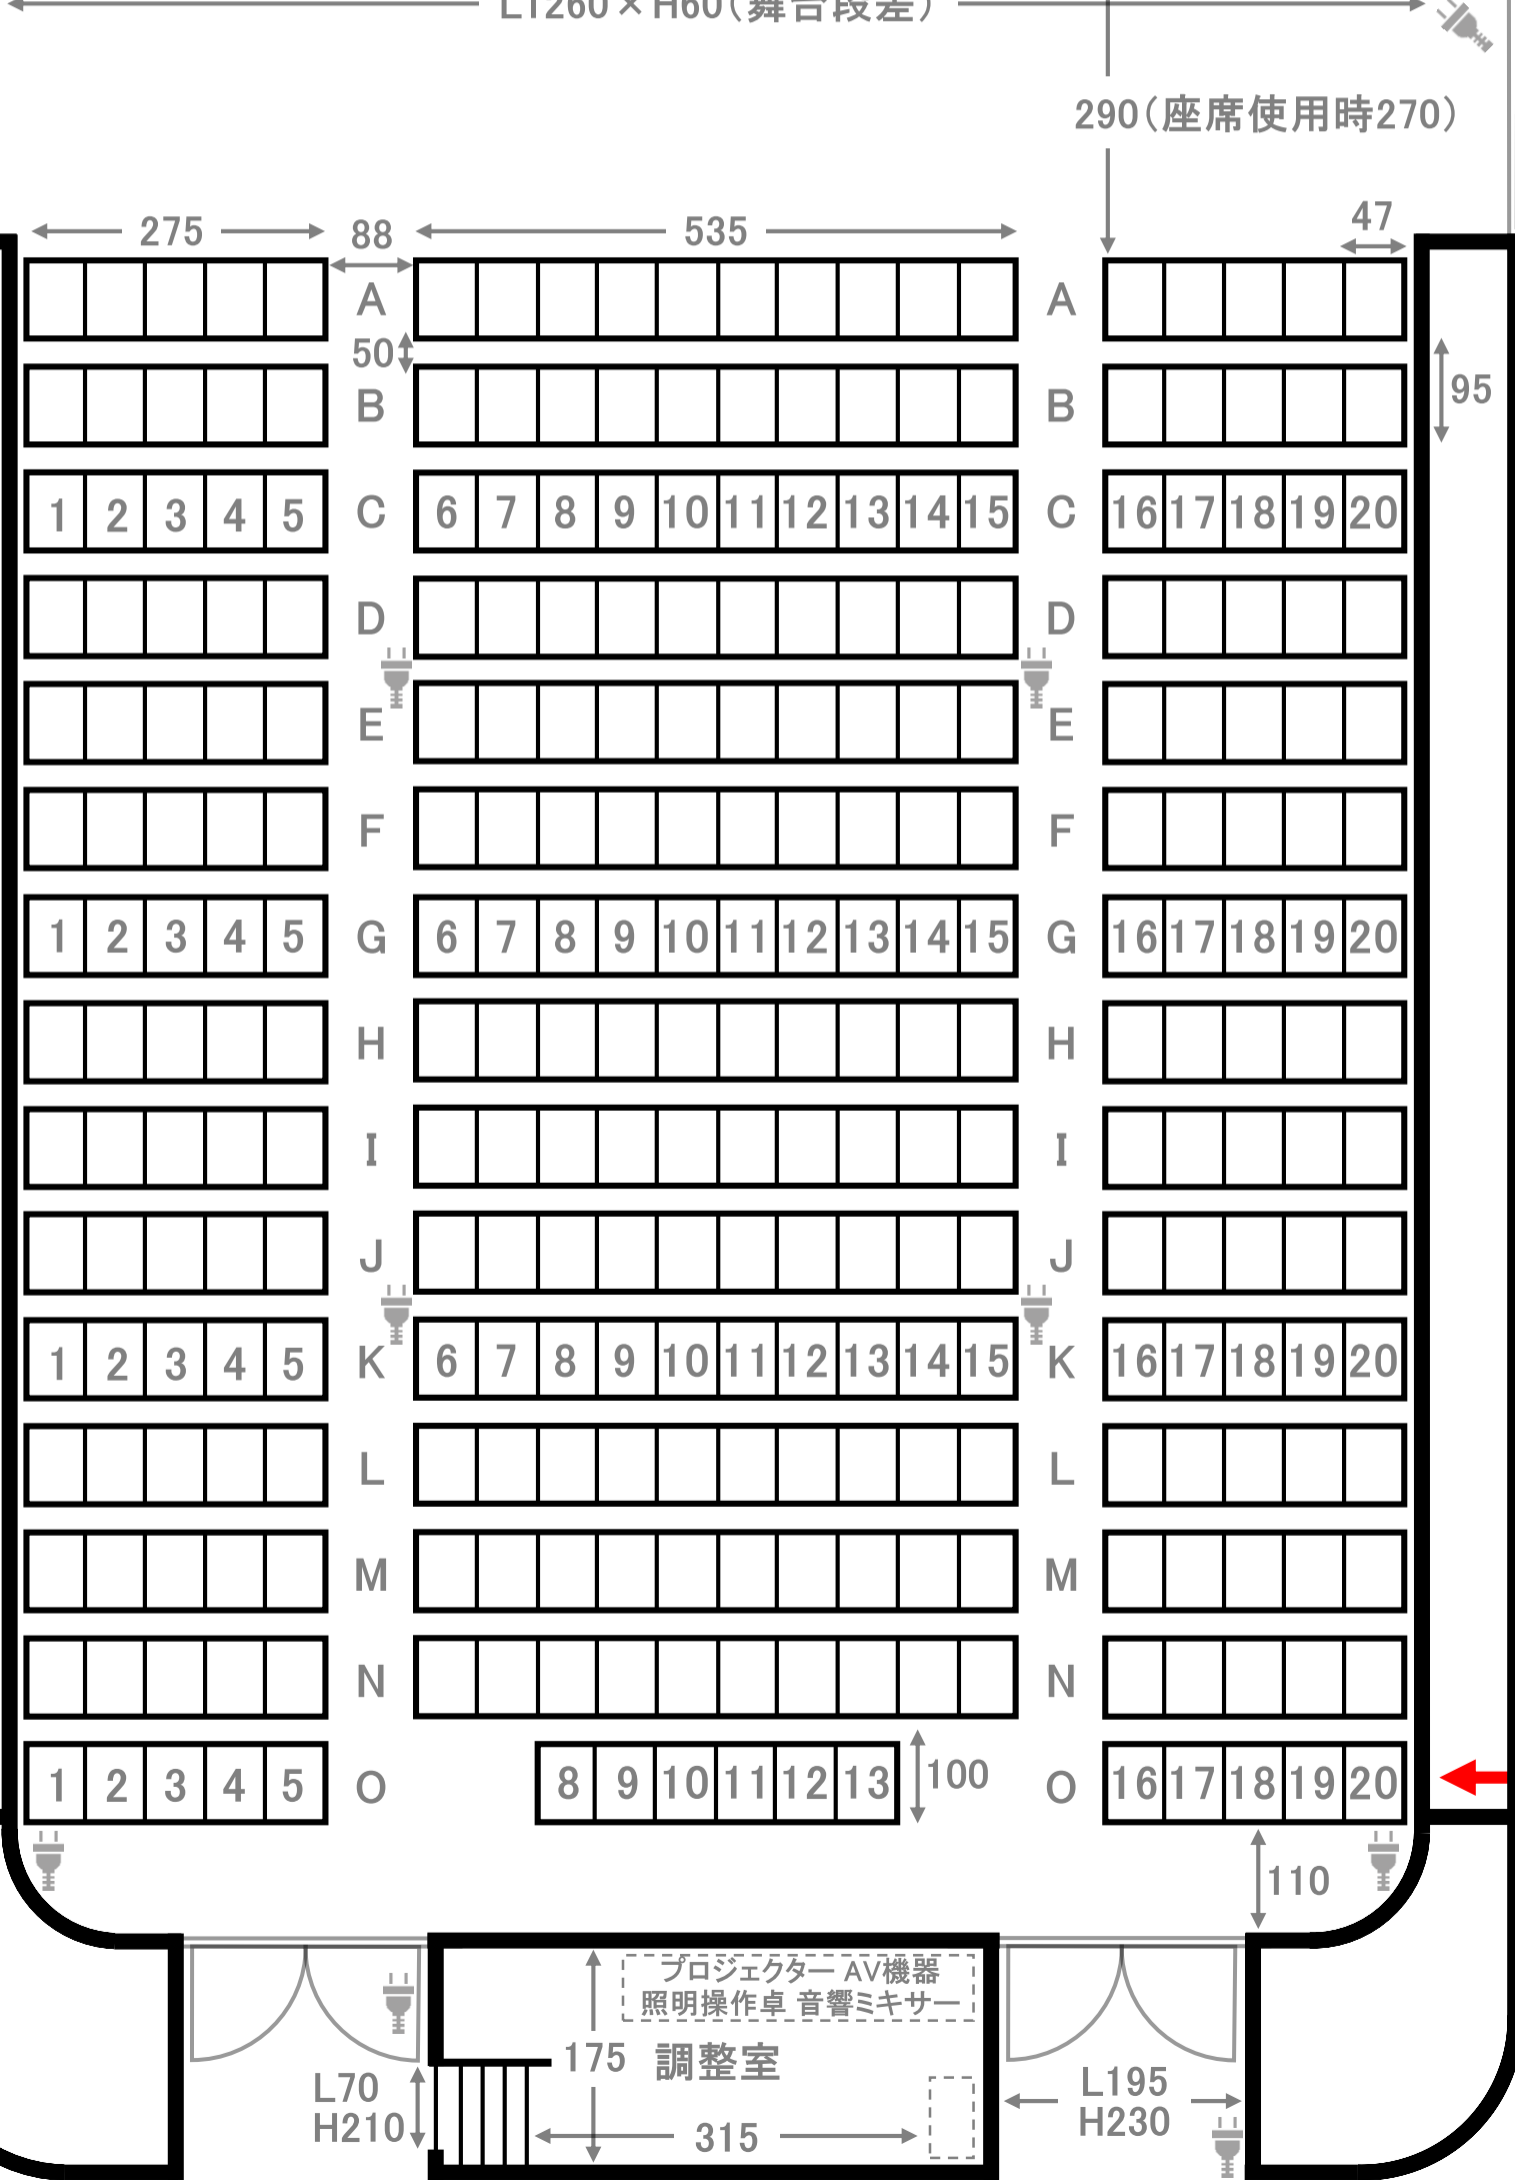 L1260×H60(舞台段差)
290(座席使用時270)
275 88 535 47
A A
50
B B
95
1 2 3 4 5 C 6 7 8 9 10 11 12 13 14 15 C 16 17 18 19 20
D D
E E
F F
1 2 3 4 5 G 6 7 8 9 10 11 12 13 14 15 G 16 17 18 19 20
H H
I I
J J
1 2 3 4 5 K 6 7 8 9 10 11 12 13 14 15 K 16 17 18 19 20
L L
M M
N N
1 2 3 4 5 O 8 9 10 11 12 13 100 O 16 17 18 19 20
110
プロジェクター AV機器
照明操作卓 音響ミキサー
175 調整室
L70
H210
315
L195
H230